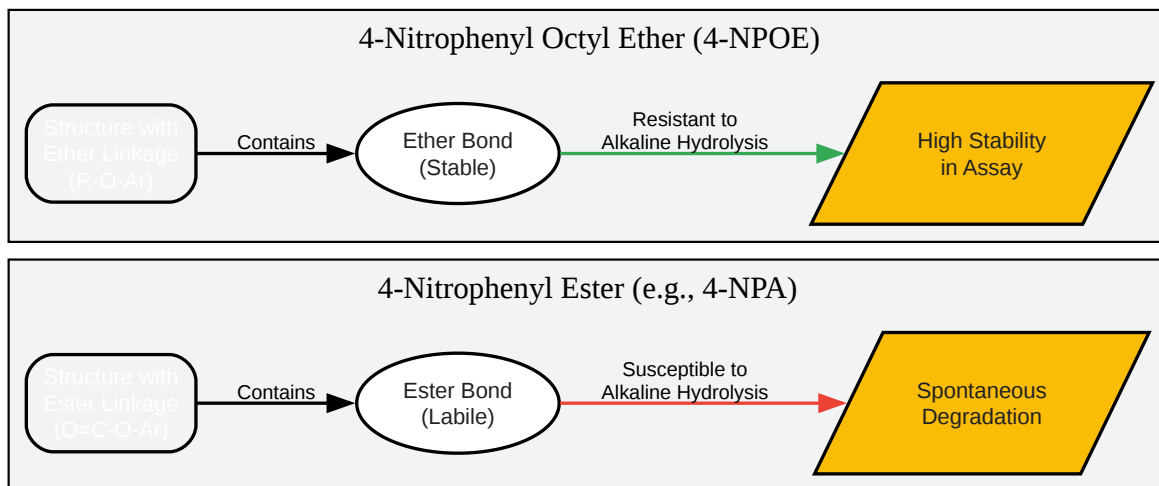 4-Nitrophenyl Octyl Ether (4-NPOE)
Structure with
Ether Linkage
(R-O-Ar)
Contains
Ether Bond
(Stable)
Resistant to
Alkaline Hydrolysis
High Stability
in Assay
4-Nitrophenyl Ester (e.g., 4-NPA)
Structure with
Ester Linkage
(O=C-O-Ar)
Contains
Ester Bond
(Labile)
Susceptible to
Alkaline Hydrolysis
Spontaneous
Degradation